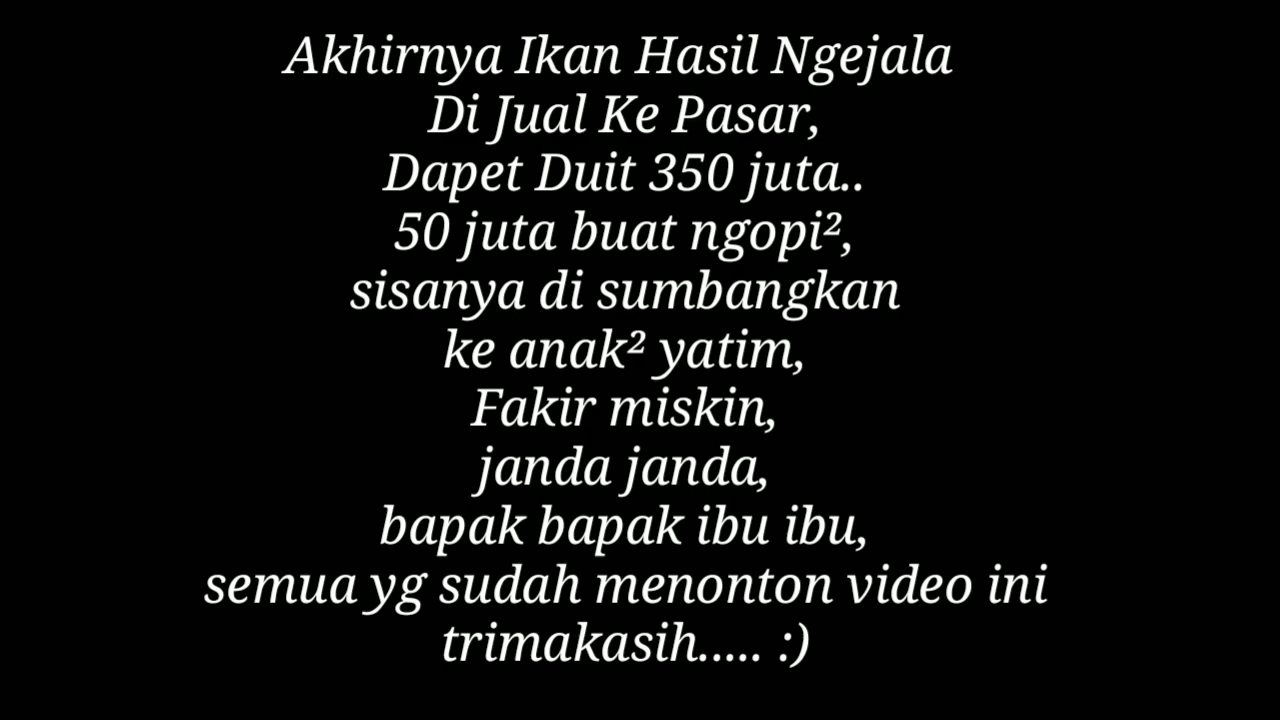 Akhirnya Ikan Hasil Ngejala
Di Jual Ke Pasar,
Dapet Duit 350 juta..
50 juta buat ngopi²,
sisanya di sumbangkan
ke anak² yatim,
Fakir miskin,
janda janda,
bapak bapak ibu ibu,
semua yg sudah menonton video ini
trimakasih..... :)